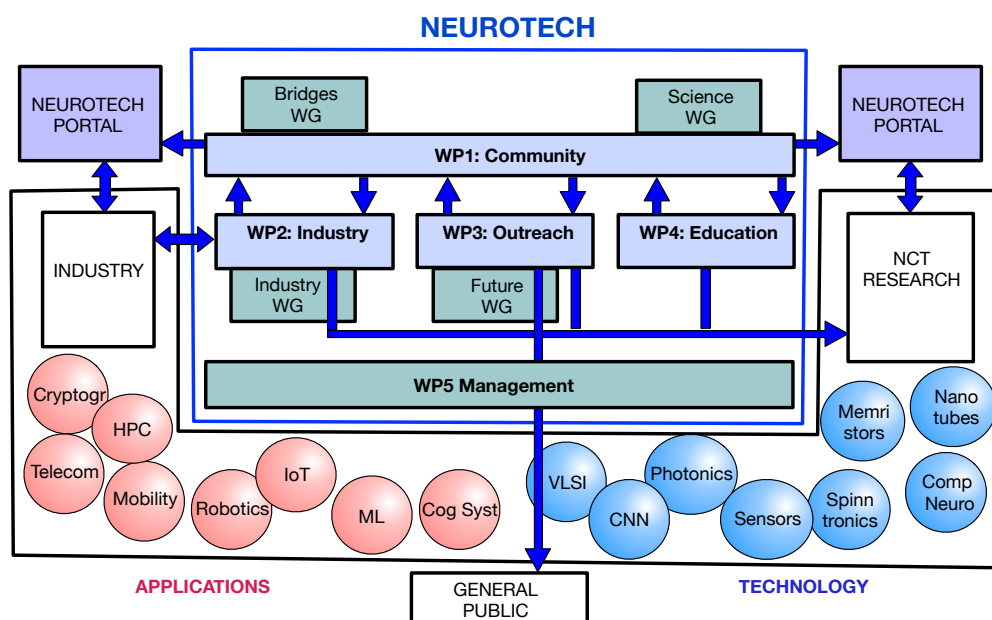 NEUROTECH
NEUROTECH
PORTAL
Bridges
WG
Science
WG
NEUROTECH
PORTAL
WP1: Community
WP2: Industry
WP3: Outreach
WP4: Education
INDUSTRY
Industry
WG
Future
WG
NCT
RESEARCH
WP5 Management
Cryptogr
HPC
Telecom
Mobility
Robotics
IoT
ML
Cog Syst
VLSI
CNN
Photonics
Sensors
Memri
stors
Spinn
tronics
Nano
tubes
Comp
Neuro
APPLICATIONS
GENERAL
PUBLIC
TECHNOLOGY